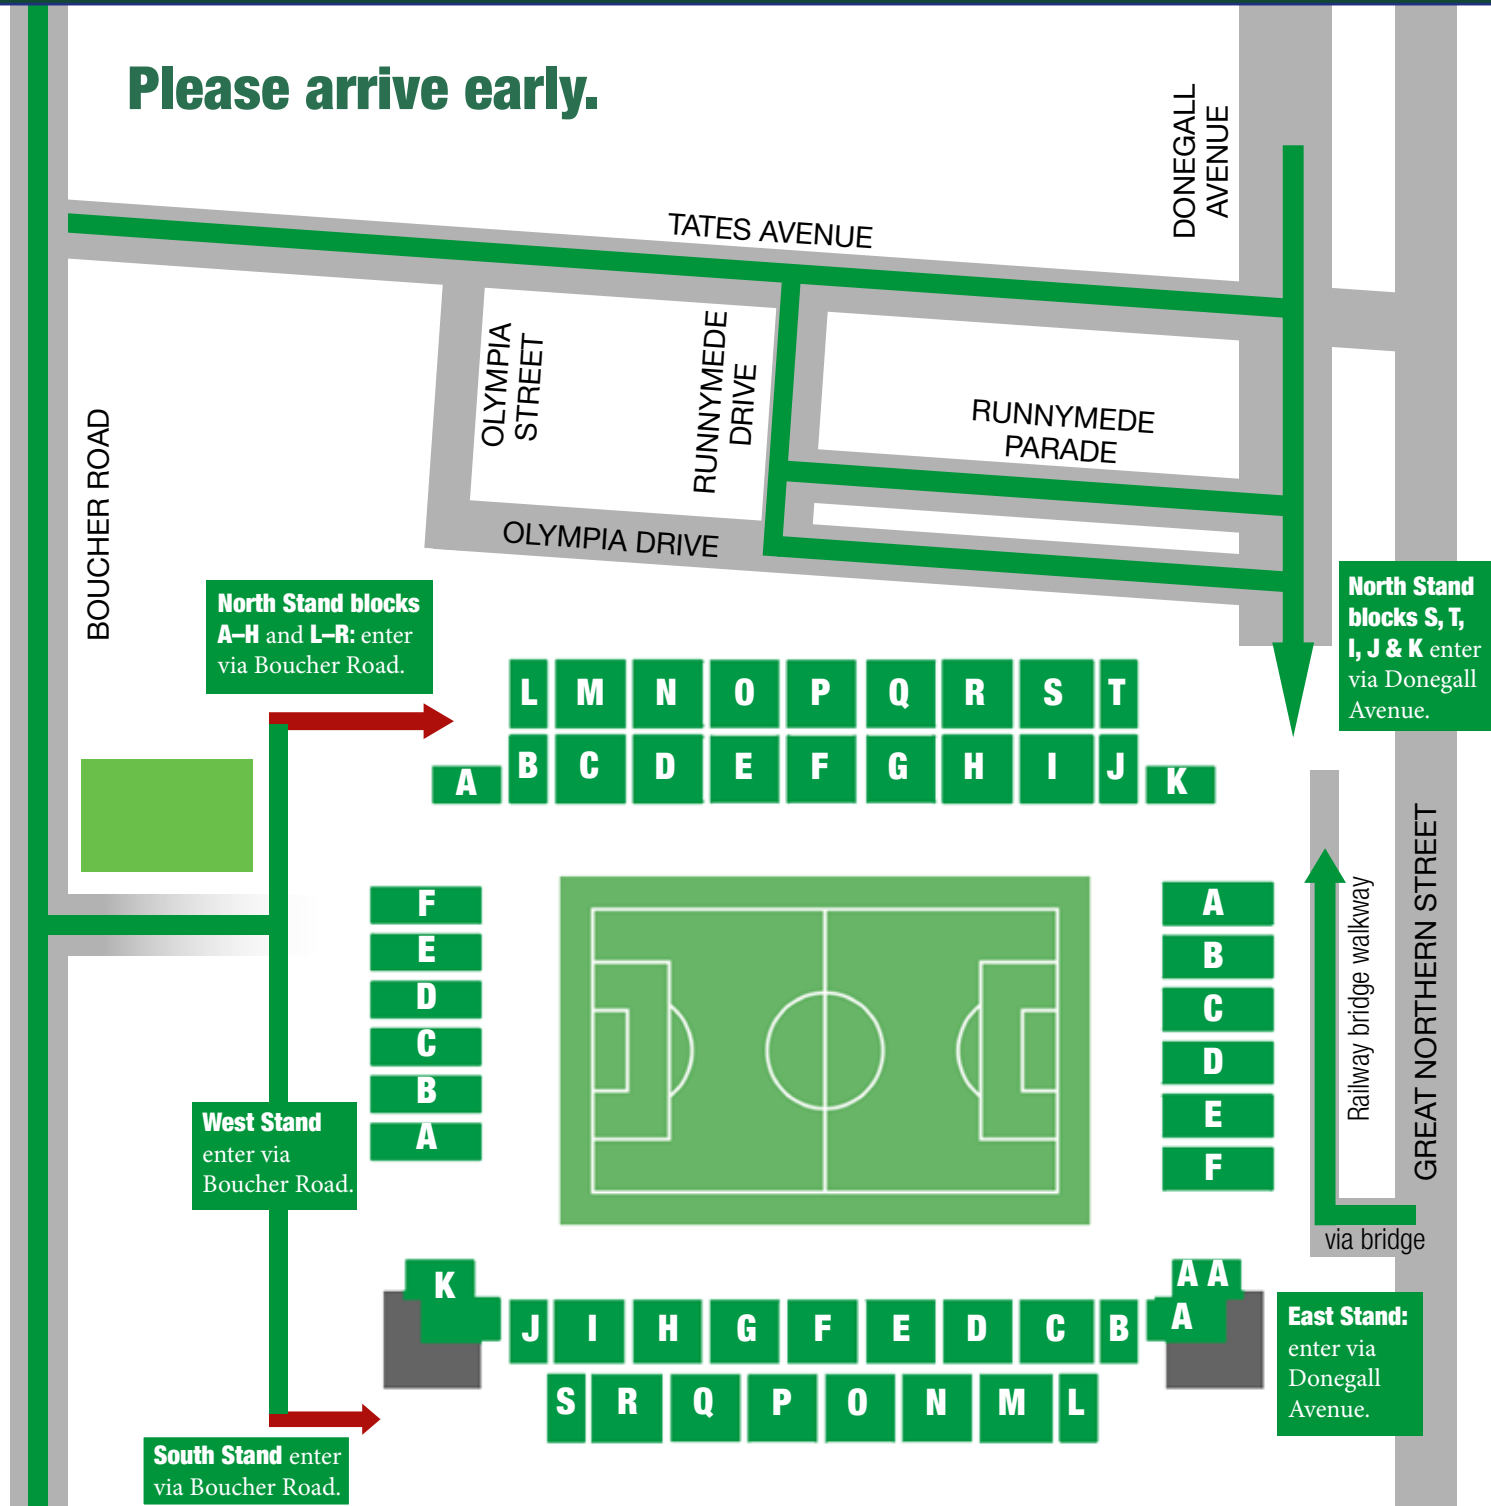 Please arrive early.
DONEGALL
AVENUE
TATES AVENUE
OLYMPIA
STREET
RUNNYMEDE
DRIVE
RUNNYMEDE
PARADE
BOUCHER ROAD
OLYMPIA DRIVE
North Stand blocks
A–H and L–R: enter
via Boucher Road.
North Stand
blocks S, T,
I, J & K enter
via Donegall
Avenue.
L M N O P Q R S T
A B C D E F G H I J K
F
E
D
C
B
A
A
B
C
D
E
F
Railway bridge walkway
GREAT NORTHERN STREET
via bridge
West Stand
enter via
Boucher Road.
K
A A
J I H G F E D C B A
S R Q P O N M L
East Stand:
enter via
Donegall
Avenue.
South Stand enter
via Boucher Road.